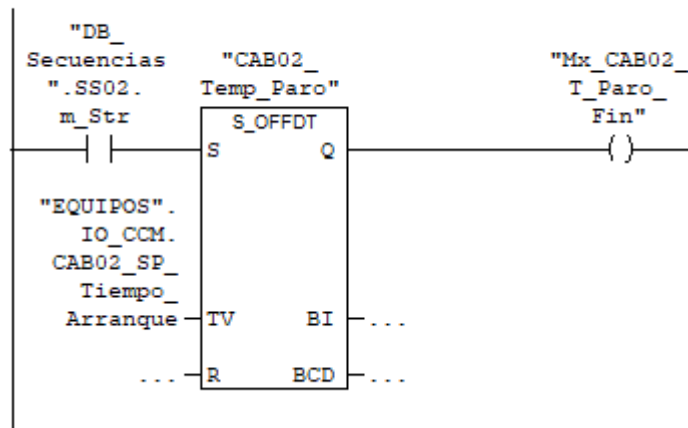 "DB_
Secuencias
".SS02.
m_Str
"CAB02_
Temp_Paro"
"Mx_CAB02_
T_Paro_
Fin"
S_OFFDT
S
Q
"EQUIPOS".
IO_CCM.
CAB02_SP_
Tiempo_
Arranque
TV
BI
...
...
R
BCD
...